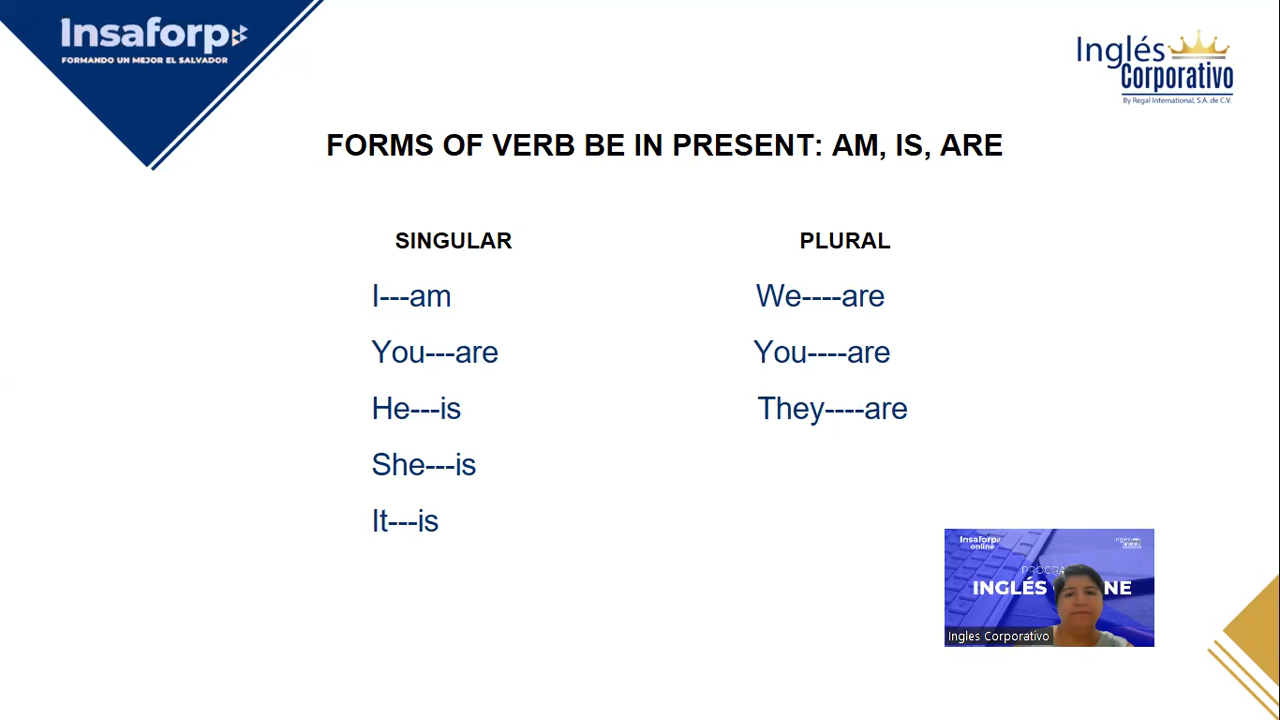 Insaforp
FORMANDO UN MEJOR EL SALVADOR
Inglés
Corporativo
By Regal International, S.A. de C.V.
FORMS OF VERB BE IN PRESENT: AM, IS, ARE
SINGULAR
I---am
You---are
He---is
She---is
It---is
PLURAL
We----are
You----are
They----are
Insaforp
online
INGLÉS
NE
Ingles Corporativo